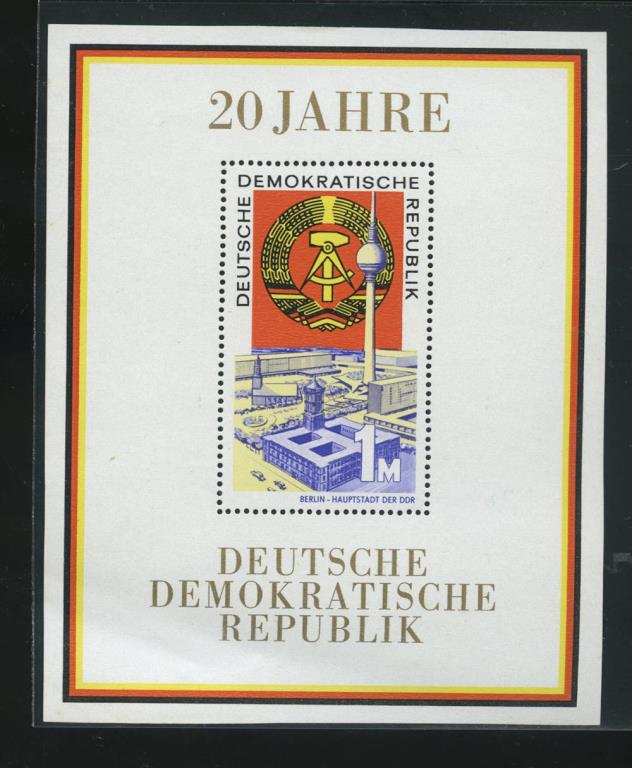 20 JAHRE
DEUTSCHE
DEMOKRATISCHE
REPUBLIK
1M
BERLIN – HAUPTSTADT DER DDR
DEUTSCHE
DEMOKRATISCHE
REPUBLIK